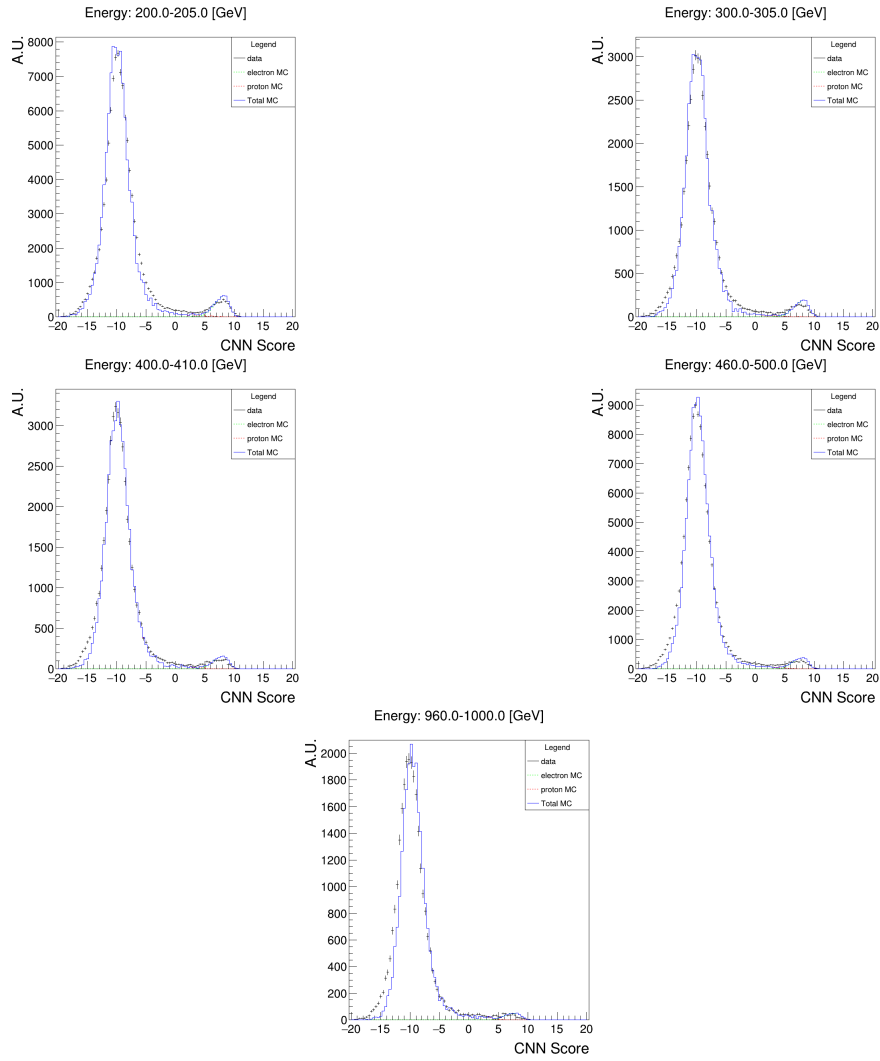 Energy: 200.0-205.0 [GeV]
A.U.
8000
7000
6000
5000
4000
3000
2000
1000
0
−20 −15 −10 −5 0 5 10 15 20
CNN Score
Legend
data
electron MC
proton MC
Total MC
Energy: 300.0-305.0 [GeV]
A.U.
3000
2500
2000
1500
1000
500
0
−20 −15 −10 −5 0 5 10 15 20
CNN Score
Legend
data
electron MC
proton MC
Total MC
Energy: 400.0-410.0 [GeV]
A.U.
3000
2500
2000
1500
1000
500
0
−20 −15 −10 −5 0 5 10 15 20
CNN Score
Legend
data
electron MC
proton MC
Total MC
Energy: 460.0-500.0 [GeV]
A.U.
9000
8000
7000
6000
5000
4000
3000
2000
1000
0
−20 −15 −10 −5 0 5 10 15 20
CNN Score
Legend
data
electron MC
proton MC
Total MC
Energy: 960.0-1000.0 [GeV]
A.U.
2000
1800
1600
1400
1200
1000
800
600
400
200
0
−20 −15 −10 −5 0 5 10 15 20
CNN Score
Legend
data
electron MC
proton MC
Total MC